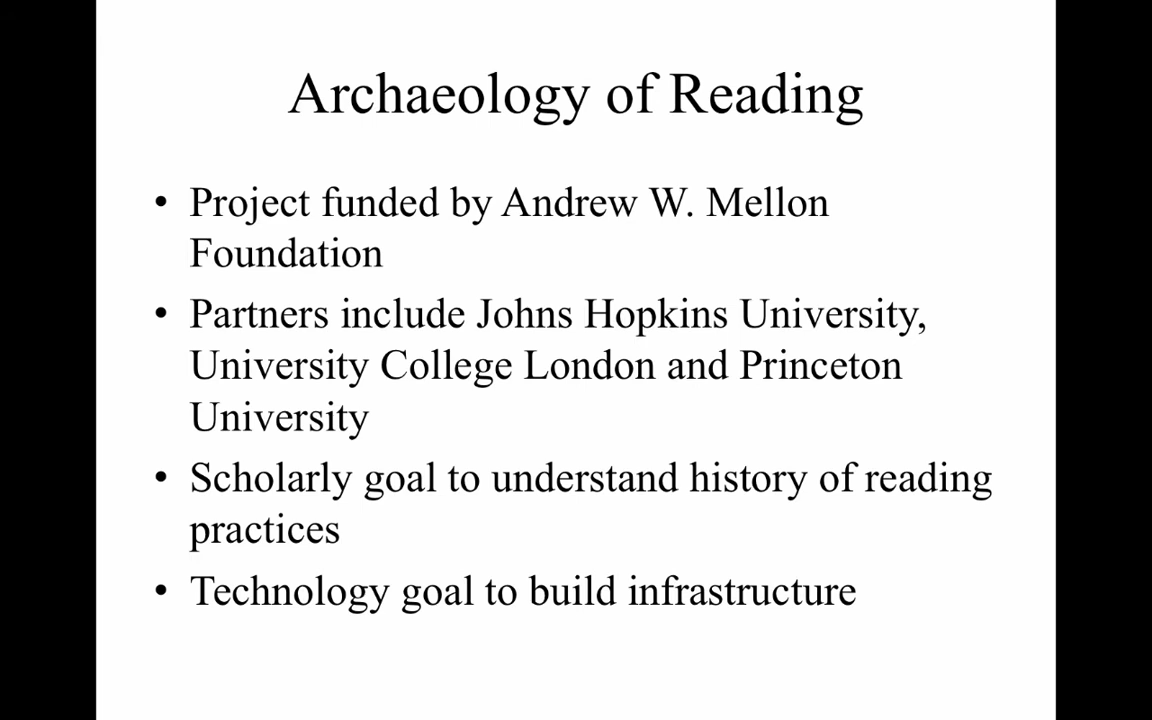 Archaeology of Reading
• Project funded by Andrew W. Mellon
Foundation
• Partners include Johns Hopkins University,
University College London and Princeton
University
• Scholarly goal to understand history of reading
practices
• Technology goal to build infrastructure